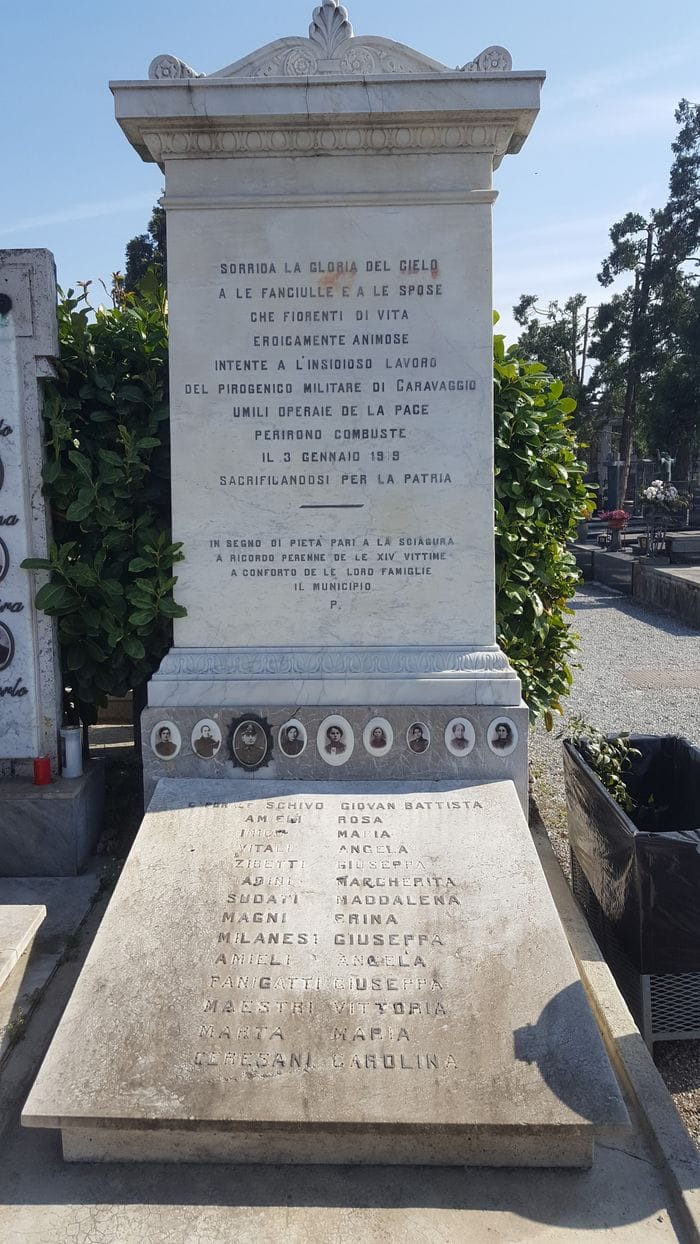 SORRIDA LA GLORIA DEL CIELO
A LE FANCIULLE E A LE SPOSE
CHE FIORENTI DI VITA
EROICAMENTE ANIMOSE
INTENTE A L'INSIDIOSO LAVORO
DEL PIROGENICO MILITARE DI CARAVAGGIO
UMILI OPERAIE DE LA PACE
PERIRONO COMBUSTE
IL 3 GENNAIO 1919
SACRIFILANDOSI PER LA PATRIA
IN SEGNO DI PIETÀ PARI A LA SCIAGURA
A RICORDO PERENNE DE LE XIV VITTIME
A CONFORTO DE LE LORO FAMIGLIE
IL MUNICIPIO
P.
SCHIVO GIOVAN BATTISTA
ROSA
MARIA
VITALI ANGELA
ZIBETTI GIUSEPPA
MARGHERITA
SUDATI MADDALENA
MAGNI ERINA
MILANESI GIUSEPPA
AMIELI ANGELA
FANIGATTI GIUSEPPA
MAESTRI VITTORIA
MARTA MARIA
CERESANI CAROLINA